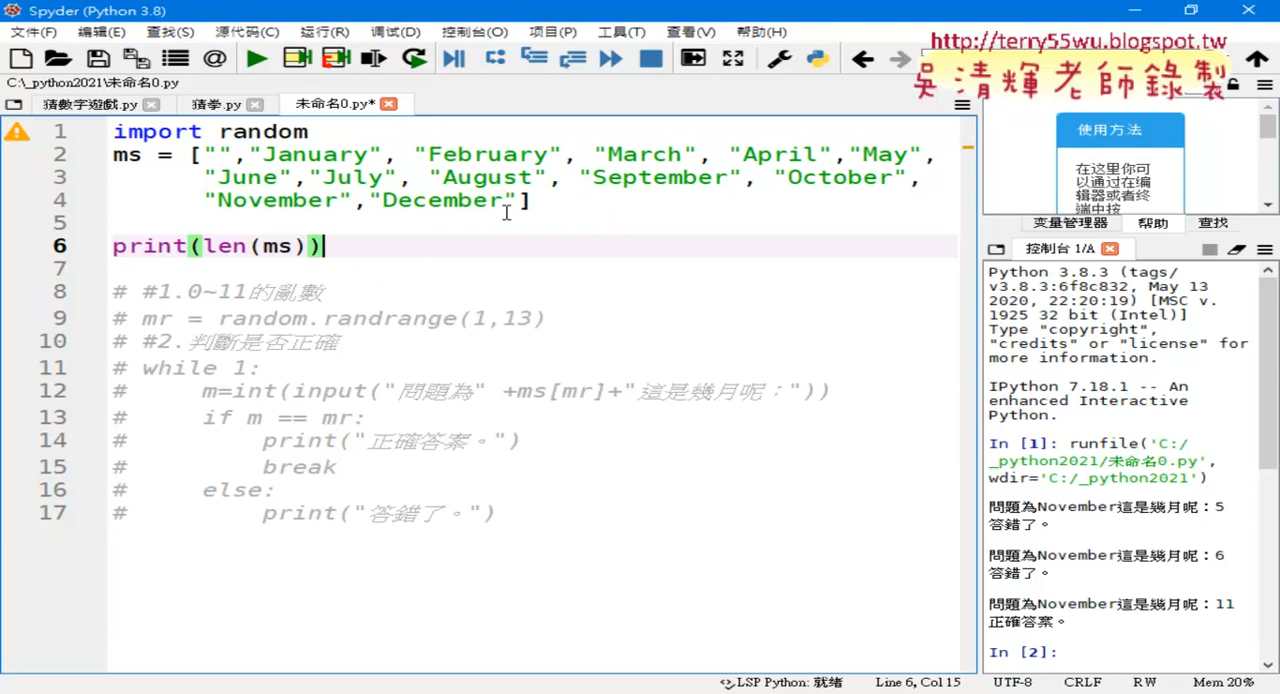 Spyder (Python 3.8)
文件(F) 编辑(E) 查找(S) 源代码(C) 运行(R) 调试(D) 控制台(O) 项目(P) 工具(T) 查看(V) 帮助(H)
http://terry55wu.blogspot.tw
吳清輝老師錄製
C:\_python2021\未命名0.py
猜數字遊戲.py 猜拳.py 未命名0.py*
1 import random
2 ms = ["","January", "February", "March", "April","May",
3 "June","July", "August", "September", "October",
4 "November","December"]
5
6 print(len(ms))
7
8 # #1.0~11的亂數
9 # mr = random.randrange(1,13)
10 # #2.判斷是否正確
11 # while 1:
12 # m=int(input("問題為" +ms[mr]+"這是幾月呢："))
13 # if m == mr:
14 # print("正確答案。")
15 # break
16 # else:
17 # print("答錯了。")
使用方法
在这里你可
以通过在编
辑器或者终
端中按
变量管理器 帮助 查找
控制台 1/A
Python 3.8.3 (tags/
v3.8.3:6f8c832, May 13
2020, 22:20:19) [MSC v.
1925 32 bit (Intel)]
Type "copyright",
"credits" or "license" for
more information.
IPython 7.18.1 -- An
enhanced Interactive
Python.
In [1]: runfile('C:/
_python2021/未命名0.py',
wdir='C:/_python2021')
問題為November這是幾月呢：5
答錯了。
問題為November這是幾月呢：6
答錯了。
問題為November這是幾月呢：11
正確答案。
In [2]:
LSP Python: 就绪 Line 6, Col 15 UTF-8 CRLF RW Mem 20%